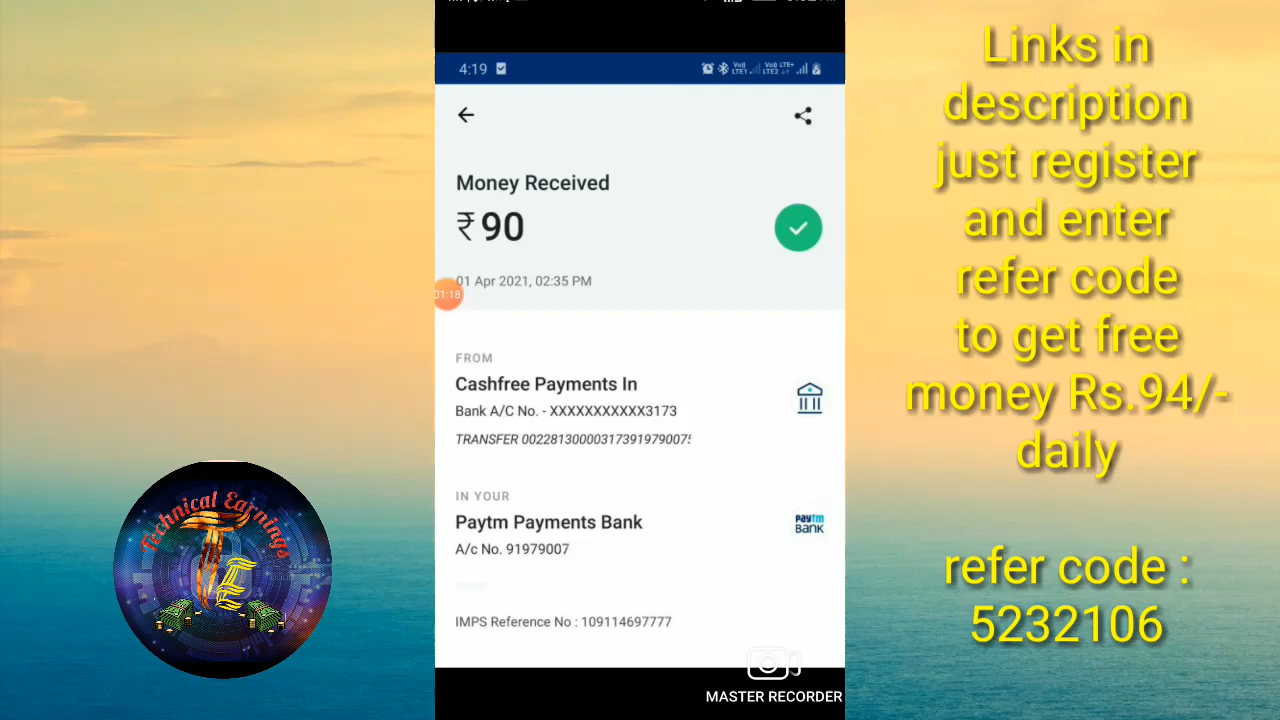 4:19
Money Received
₹90
01 Apr 2021, 02:35 PM
01:18
FROM
Cashfree Payments In
Bank A/C No. - XXXXXXXXXXX3173
TRANSFER 00228130000317391979007
IN YOUR
Paytm Payments Bank
paytm
BANK
A/c No. 91979007
IMPS Reference No : 109114697777
MASTER RECORDER
Technical Earnings
TE
Links in
description
just register
and enter
refer code
to get free
money Rs.94/-
daily
refer code :
5232106